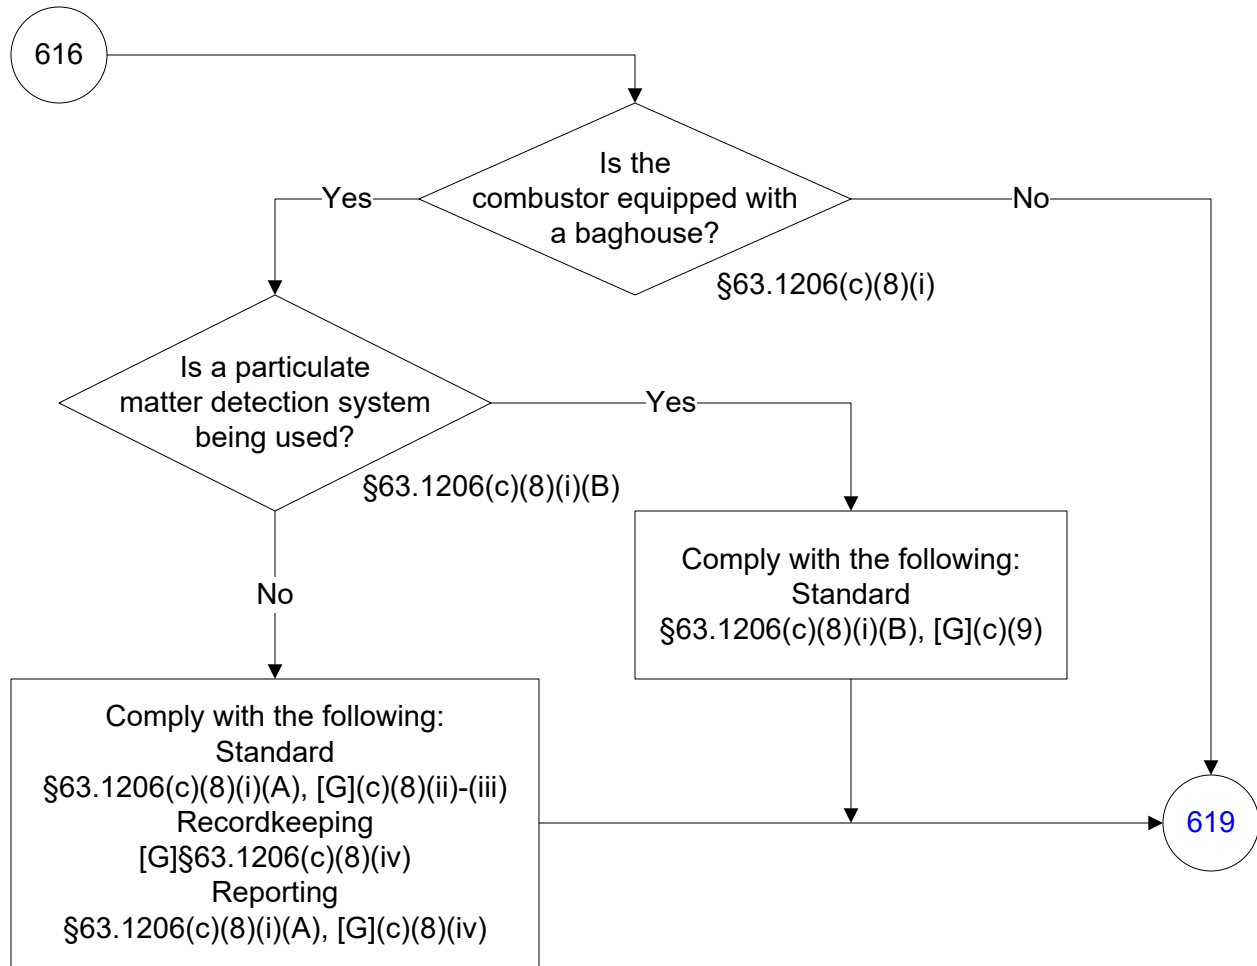 616
Is the
combustor equipped with
a baghouse?
Yes
No
§63.1206(c)(8)(i)
Is a particulate
matter detection system
being used?
Yes
§63.1206(c)(8)(i)(B)
No
Comply with the following:
Standard
§63.1206(c)(8)(i)(B), [G](c)(9)
Comply with the following:
Standard
§63.1206(c)(8)(i)(A), [G](c)(8)(ii)-(iii)
Recordkeeping
[G]§63.1206(c)(8)(iv)
Reporting
§63.1206(c)(8)(i)(A), [G](c)(8)(iv)
619